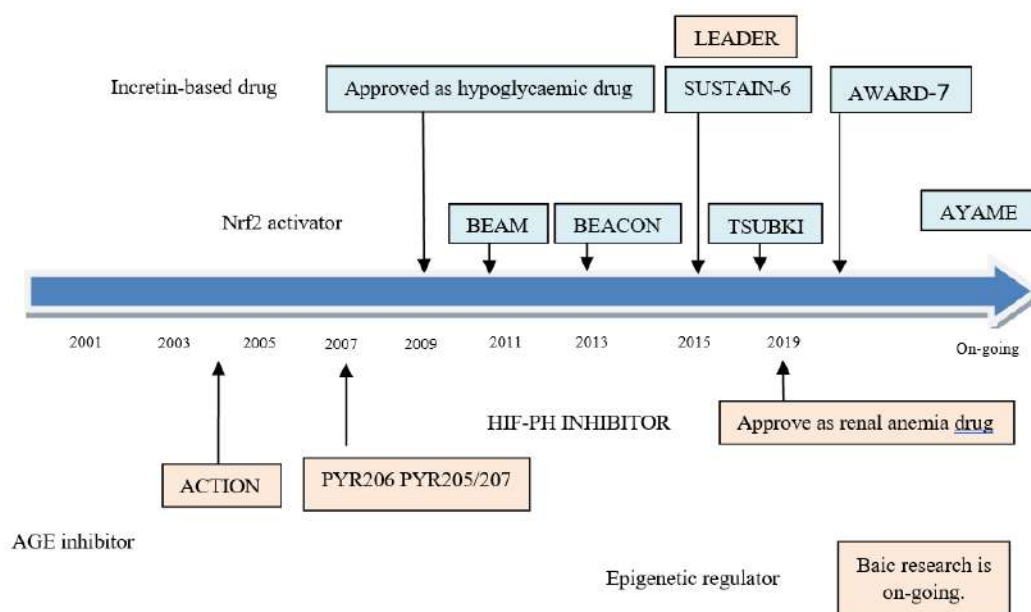 LEADER
Incretin-based drug
Approved as hypoglycaemic drug
SUSTAIN-6
AWARD-7
Nrf2 activator
BEAM
BEACON
TSUBKI
AYAME
2001
2003
2005
2007
2009
2011
2013
2015
2019
On-going
HIF-PH INHIBITOR
Approve as renal anemia drug
ACTION
PYR206 PYR205/207
AGE inhibitor
Epigenetic regulator
Baic research is
on-going.